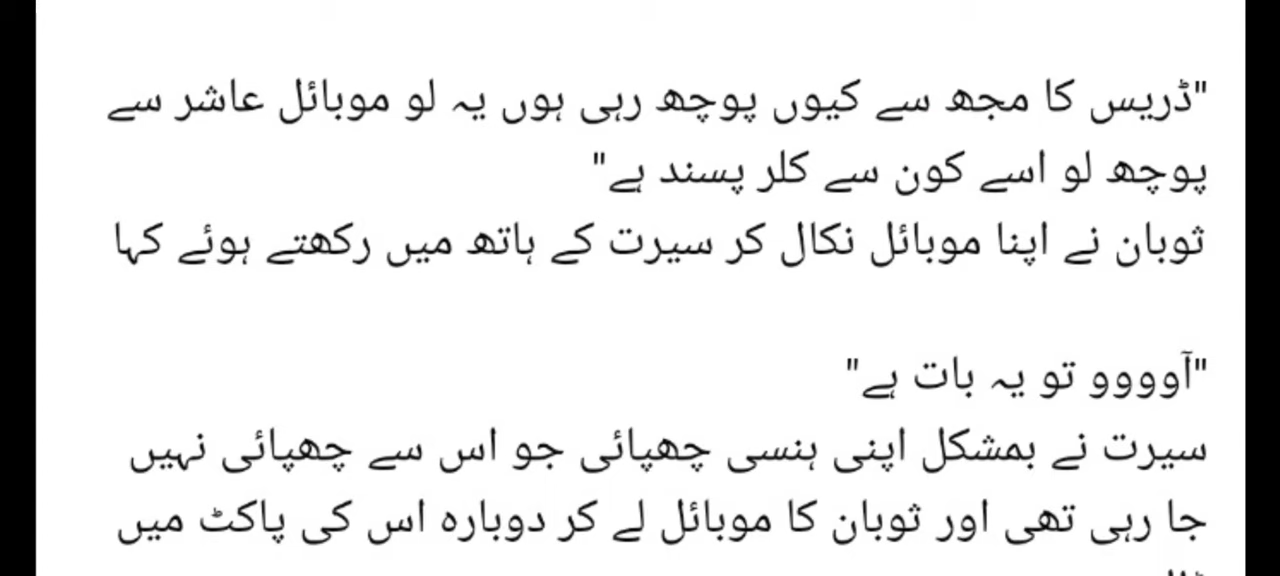 "ڈریس کا مجھ سے کیوں پوچھ رہی ہوں یہ لو موبائل عاشر سے
پوچھ لو اسے کون سے کلر پسند ہے"
ثوبان نے اپنا موبائل نکال کر سیرت کے ہاتھ میں رکھتے ہوئے کہا
"آوووو تو یہ بات ہے"
سیرت نے بمشکل اپنی ہنسی چھپائی جو اس سے چھپائی نہیں
جا رہی تھی اور ثوبان کا موبائل لے کر دوبارہ اس کی پاکٹ میں